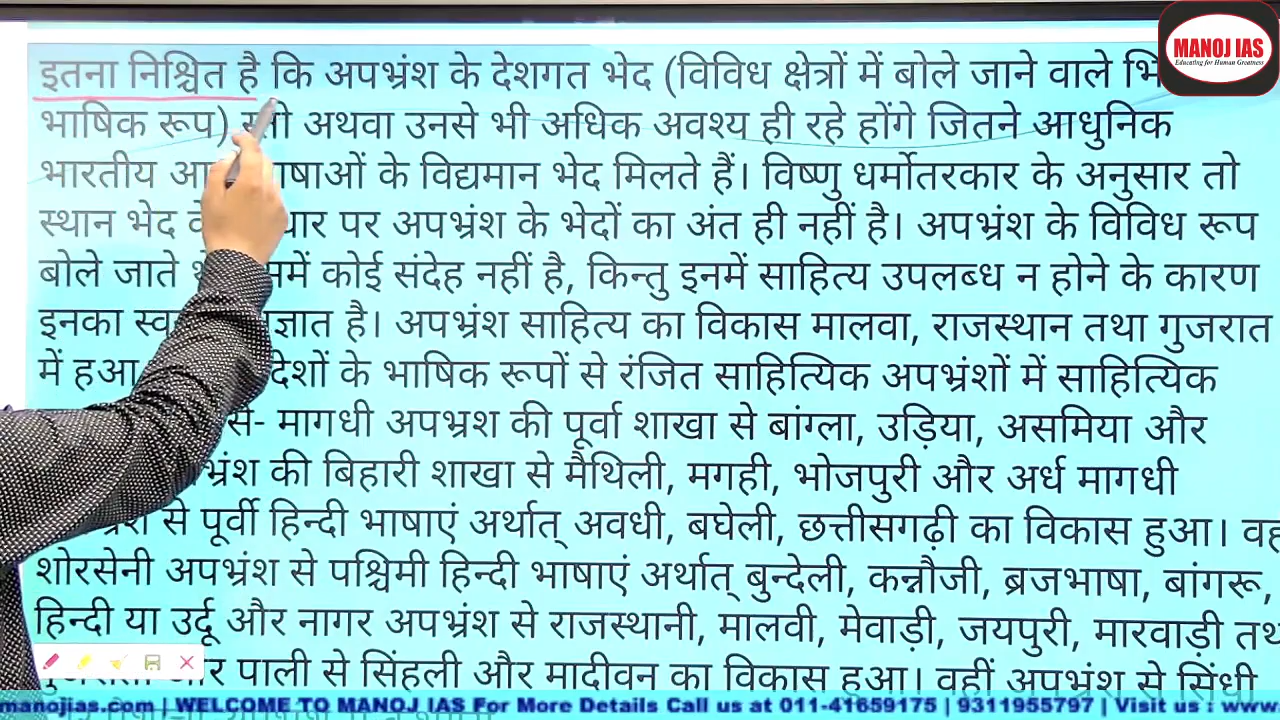 MANOJ IAS
Educating for Human Greatness
इतना निश्चित है कि अपभ्रंश के देशगत भेद (विविध क्षेत्रों में बोले जाने वाले
भाषिक रूप) अथवा उनसे भी अधिक अवश्य ही रहे होंगे जितने आधुनिक
भारतीय के विद्यमान भेद मिलते हैं। विष्णु धर्मोतरकार के अनुसार तो
स्थान भेद पर अपभ्रंश के भेदों का अंत ही नहीं है। अपभ्रंश के विविध रूप
बोले जाते कोई संदेह नहीं है, किन्तु इनमें साहित्य उपलब्ध न होने के कारण
इनका है। अपभ्रंश साहित्य का विकास मालवा, राजस्थान तथा गुजरात
में हुआ के भाषिक रूपों से रंजित साहित्यिक अपभ्रंशों में साहित्यिक
मागधी अपभ्रश की पूर्वा शाखा से बांग्ला, उड़िया, असमिया और
की बिहारी शाखा से मैथिली, मगही, भोजपुरी और अर्ध मागधी
से पूर्वी हिन्दी भाषाएं अर्थात् अवधी, बघेली, छत्तीसगढ़ी का विकास हुआ।
शोरसेनी अपभ्रंश से पश्चिमी हिन्दी भाषाएं अर्थात् बुन्देली, कन्नौजी, ब्रजभाषा, बांगरू,
हिन्दी या उर्दू और नागर अपभ्रंश से राजस्थानी, मालवी, मेवाड़ी, जयपुरी, मारवाड़ी
पाली से सिंहली और मादीवन का विकास हुआ। वहीं अपभ्रंश से सिंधी
manojias.com | WELCOME TO MANOJ IAS For More Details Call us at 011-41659175 | 9311955797 | Visit us : www.